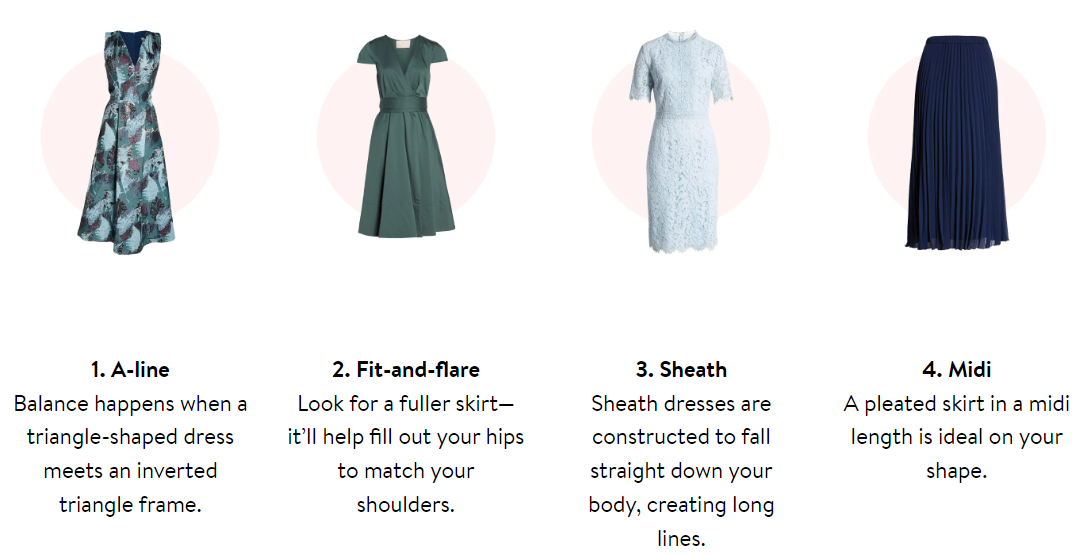 1. A-line
Balance happens when a
triangle-shaped dress
meets an inverted
triangle frame.
2. Fit-and-flare
Look for a fuller skirt—
it’ll help fill out your hips
to match your
shoulders.
3. Sheath
Sheath dresses are
constructed to fall
straight down your
body, creating long
lines.
4. Midi
A pleated skirt in a midi
length is ideal on your
shape.